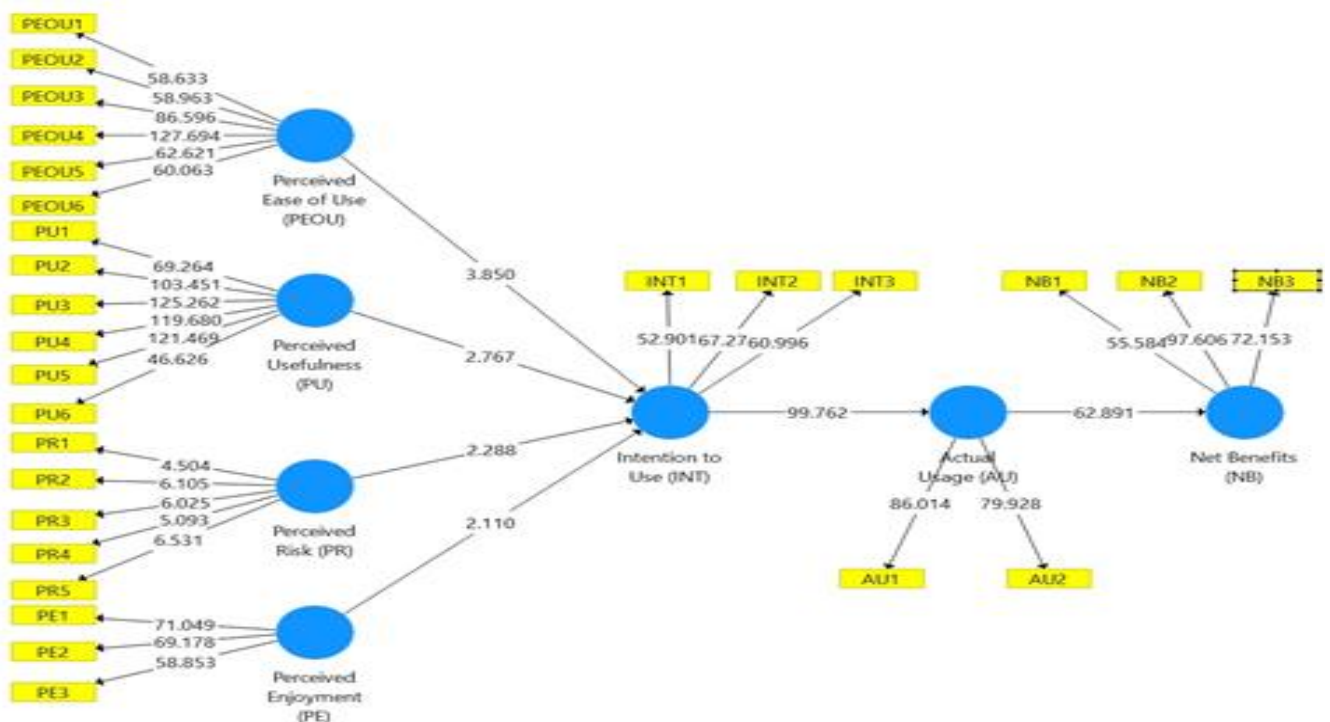 PEOU1
PEOU2
PEOU3
PEOU4
PEOU5
PEOU6
58.633
58.963
86.596
127.694
62.621
60.063
Perceived
Ease of Use
(PEOU)
PU1
PU2
PU3
PU4
PU5
PU6
69.264
103.451
125.262
119.680
121.469
46.626
Perceived
Usefulness
(PU)
PR1
PR2
PR3
PR4
PR5
4.504
6.105
6.025
5.093
6.531
Perceived
Risk (PR)
PE1
PE2
PE3
71.049
69.178
58.853
Perceived
Enjoyment
(PE)
3.850
2.767
2.288
2.110
INT1 INT2 INT3
52.901 67.27 60.996
Intention to
Use (INT)
99.762
Actual
Usage (AU)
86.014 79.928
AU1 AU2
62.891
NB1 NB2 NB3
55.584 97.606 72.153
Net Benefits
(NB)